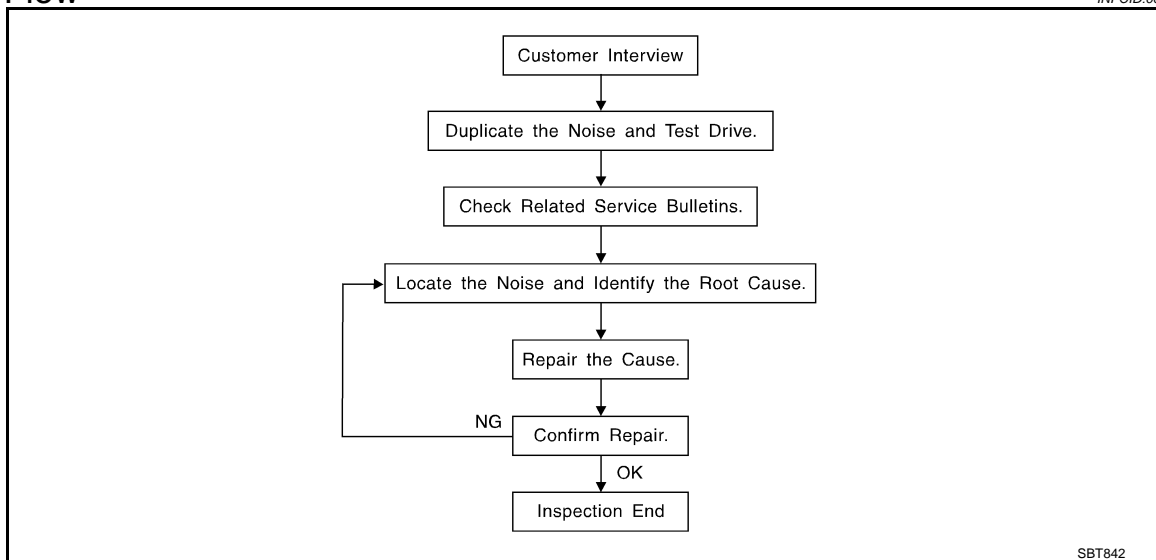 Customer Interview
Duplicate the Noise and Test Drive.
Check Related Service Bulletins.
Locate the Noise and Identify the Root Cause.
Repair the Cause.
NG
Confirm Repair.
OK
Inspection End
SBT842